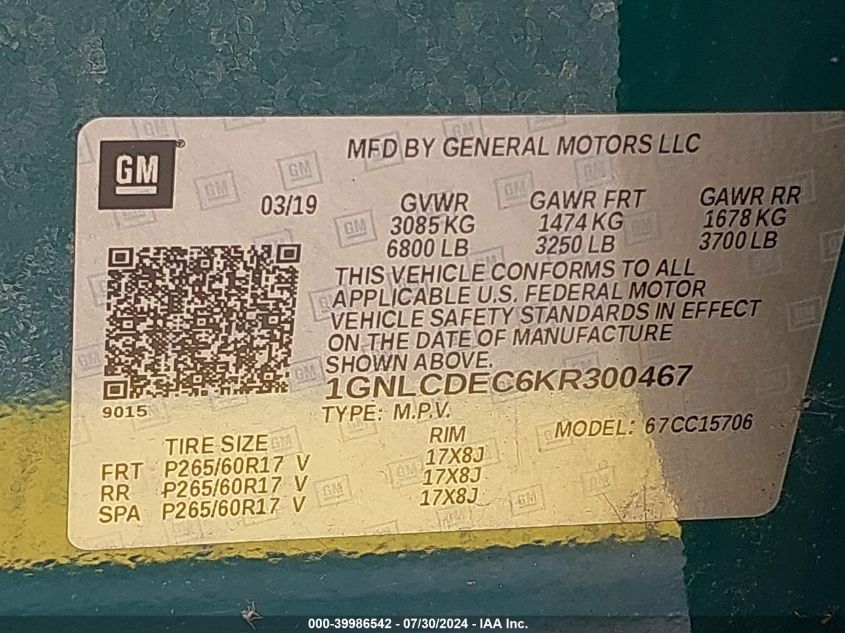 GM®
MFD BY GENERAL MOTORS LLC
03/19 GVWR GAWR FRT GAWR RR
3085 KG 1474 KG 1678 KG
6800 LB 3250 LB 3700 LB
THIS VEHICLE CONFORMS TO ALL
APPLICABLE U.S. FEDERAL MOTOR
VEHICLE SAFETY STANDARDS IN EFFECT
ON THE DATE OF MANUFACTURE
SHOWN ABOVE.
1GNLCDEC6KR300467
9015
TYPE: M.P.V. MODEL: 67CC15706
TIRE SIZE RIM
FRT P265/60R17 V 17X8J
RR P265/60R17 V 17X8J
SPA P265/60R17 V 17X8J
000-39986542 / 07/30/2024 - IAA Inc.